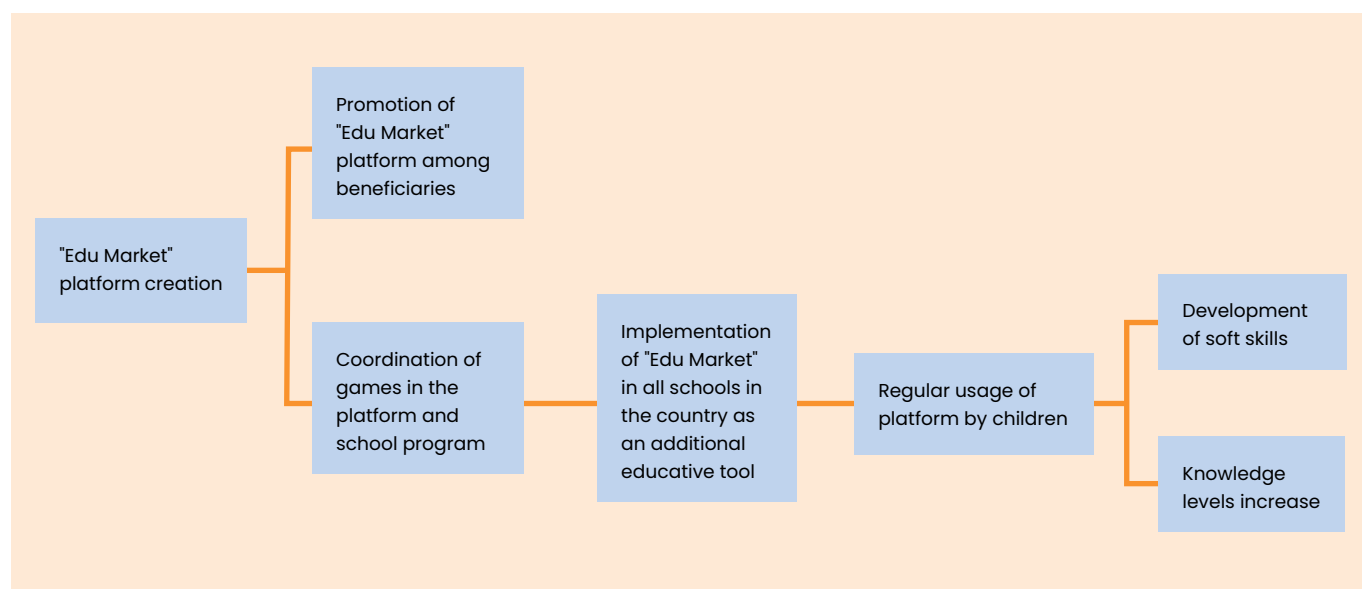 "Edu Market"
platform creation
Promotion of
"Edu Market"
platform among
beneficiaries
Coordination of
games in the
platform and
school program
Implementation
of "Edu Market"
in all schools in
the country as
an additional
educative tool
Regular usage of
platform by children
Development
of soft skills
Knowledge
levels increase